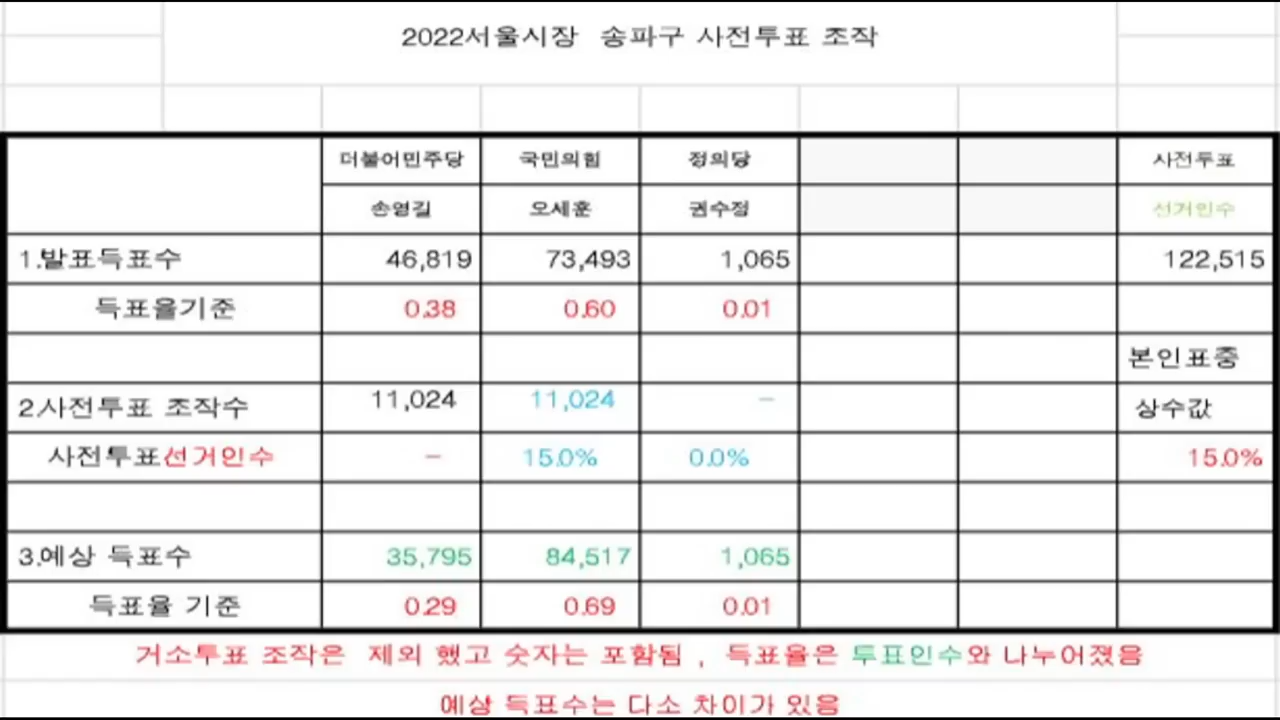 2022서울시장 송파구 사전투표 조작
더불어민주당 국민의힘 정의당 사전투표
손영길 오세훈 권수정 선거인수
1.발표득표수 46,819 73,493 1,065 122,515
득표율기준 0.38 0.60 0.01
본인표중
2.사전투표 조작수 11,024 11,024 – 상수값
사전투표선거인수 – 15.0% 0.0% 15.0%
3.예상 득표수 35,795 84,517 1,065
득표율 기준 0.29 0.69 0.01
거소투표 조작은 제외 했고 숫자는 포함됨 , 득표율은 투표인수와 나누어졌음
예상 득표수는 다소 차이가 있음